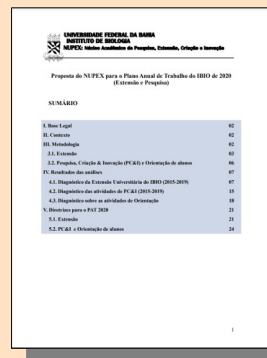 UNIVERSIDADE FEDERAL DA BAHIA
INSTITUTO DE BIOLOGIA
NUPEX: Núcleo Acadêmico de Pesquisa, Extensão, Criação e Inovação
Proposta do NUPEX para o Plano Anual de Trabalho do IBIO de 2020
(Extensão e Pesquisa)
SUMÁRIO
I. Base Legal 02
II. Contexto 02
III. Metodologia 02
3.1. Extensão 03
3.2. Pesquisa, Criação & Inovação (PC&I) e Orientação de alunos 06
IV. Resultados das análises 07
4.1. Diagnóstico da Extensão Universitária do IBIO (2015-2019) 07
4.2. Diagnóstico das atividades de PC&I (2015-2019) 15
4.3. Diagnóstico sobre as atividades de Orientação 18
V. Diretrizes para o PAT 2020 21
5.1. Extensão 21
5.2. PC&I e Orientação de alunos 24
1